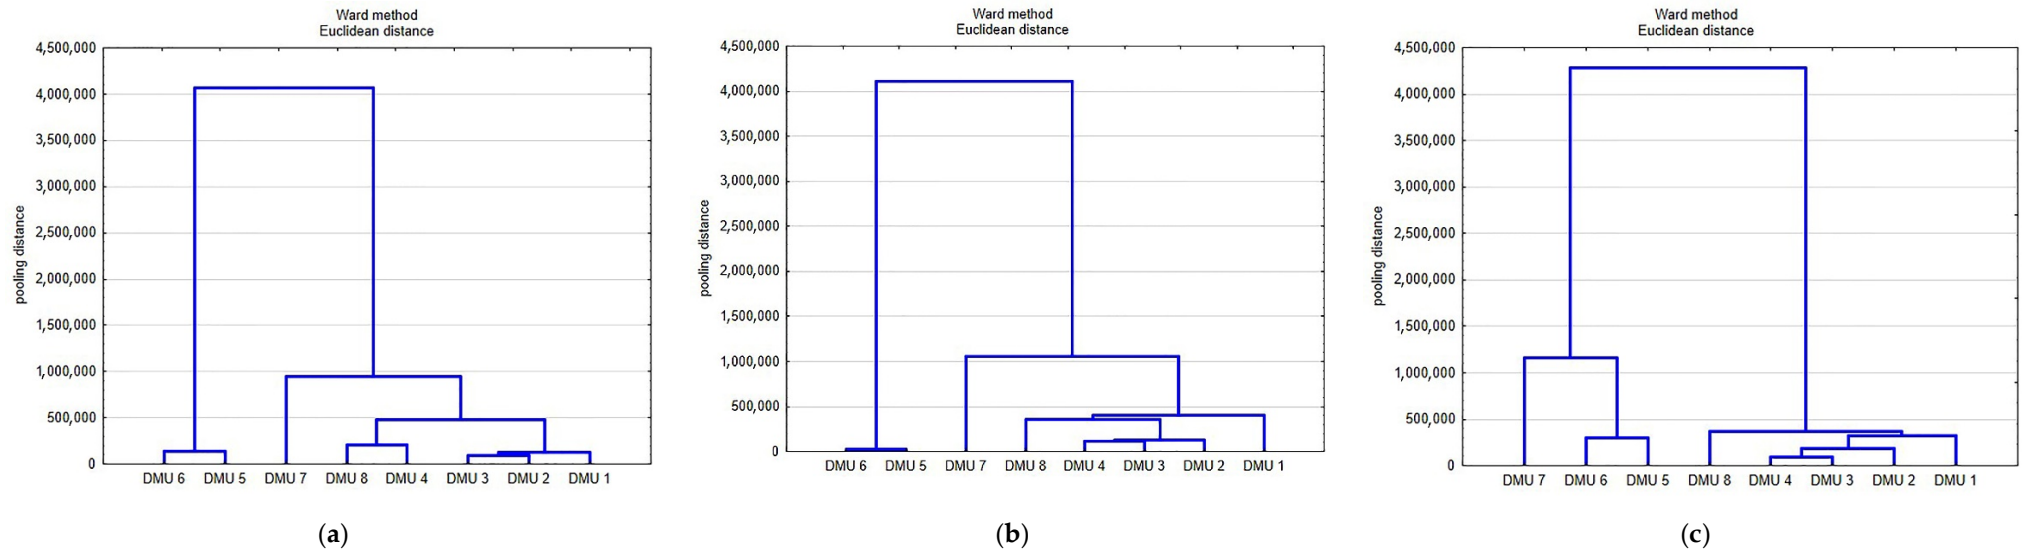 Ward method
Euclidean distance
4,500,000
4,000,000
3,500,000
3,000,000
2,500,000
2,000,000
1,500,000
1,000,000
500,000
0
pooling distance
DMU 6 DMU 5 DMU 7 DMU 8 DMU 4 DMU 3 DMU 2 DMU 1
(a)
Ward method
Euclidean distance
4,500,000
4,000,000
3,500,000
3,000,000
2,500,000
2,000,000
1,500,000
1,000,000
500,000
0
pooling distance
DMU 6 DMU 5 DMU 7 DMU 8 DMU 4 DMU 3 DMU 2 DMU 1
(b)
Ward method
Euclidean distance
4,500,000
4,000,000
3,500,000
3,000,000
2,500,000
2,000,000
1,500,000
1,000,000
500,000
0
pooling distance
DMU 7 DMU 6 DMU 5 DMU 8 DMU 4 DMU 3 DMU 2 DMU 1
(c)